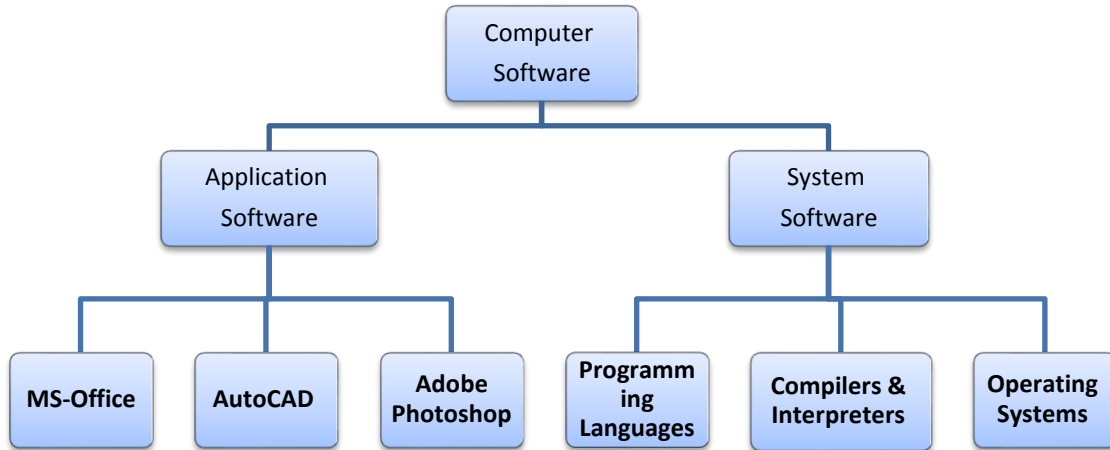 Computer
Software
Application
Software
System
Software
MS-Office
AutoCAD
Adobe
Photoshop
Programm
ing
Languages
Compilers &
Interpreters
Operating
Systems